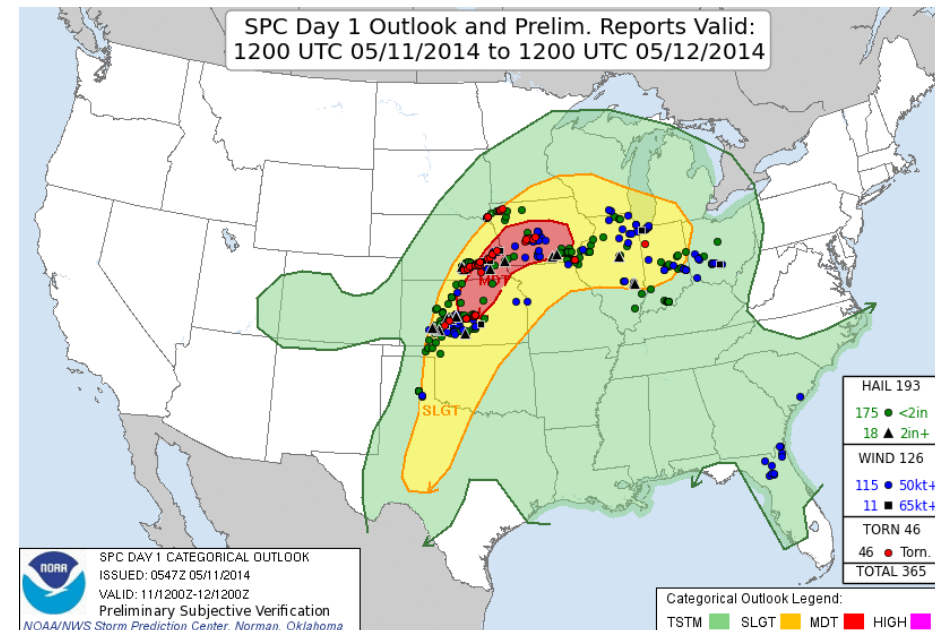 SPC Day 1 Outlook and Prelim. Reports Valid:
1200 UTC 05/11/2014 to 1200 UTC 05/12/2014
MDT
SLGT
HAIL 193
175 <2in
18 2in+
WIND 126
115 50kt+
11 65kt+
TORN 46
46 Torn.
TOTAL 365
NOAA
SPC DAY 1 CATEGORICAL OUTLOOK
ISSUED: 0547Z 05/11/2014
VALID: 11/1200Z-12/1200Z
Preliminary Subjective Verification
NOAA/NWS Storm Prediction Center, Norman, Oklahoma
Categorical Outlook Legend:
TSTM SLGT MDT HIGH